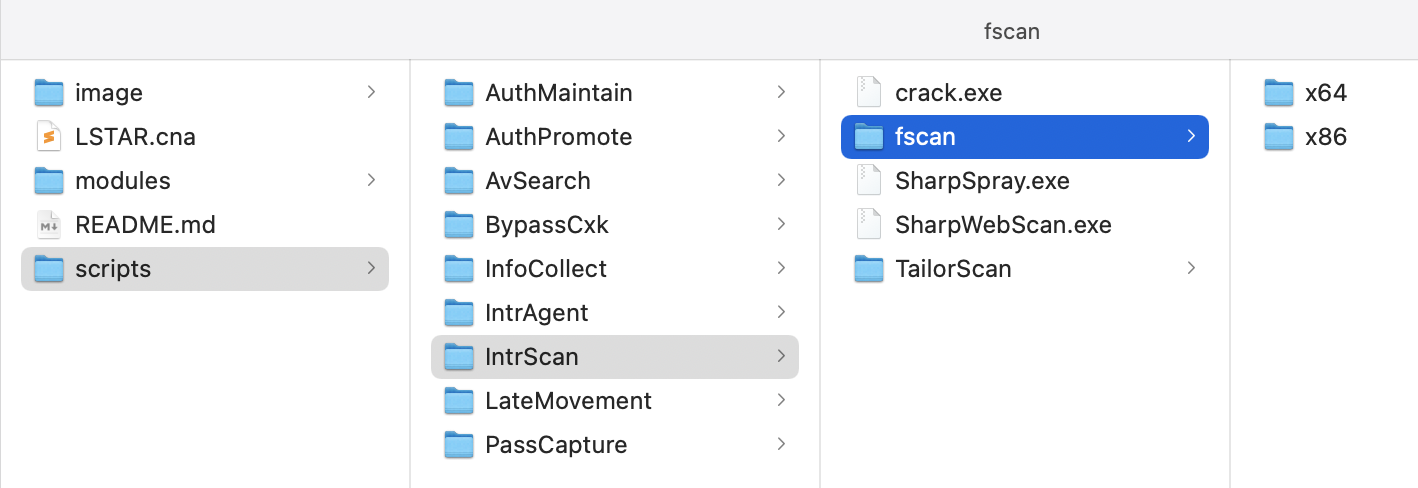 fscan
image
LSTAR.cna
modules
README.md
scripts
AuthMaintain
AuthPromote
AvSearch
BypassCxk
InfoCollect
IntrAgent
IntrScan
LateMovement
PassCapture
crack.exe
fscan
SharpSpray.exe
SharpWebScan.exe
TailorScan
x64
x86